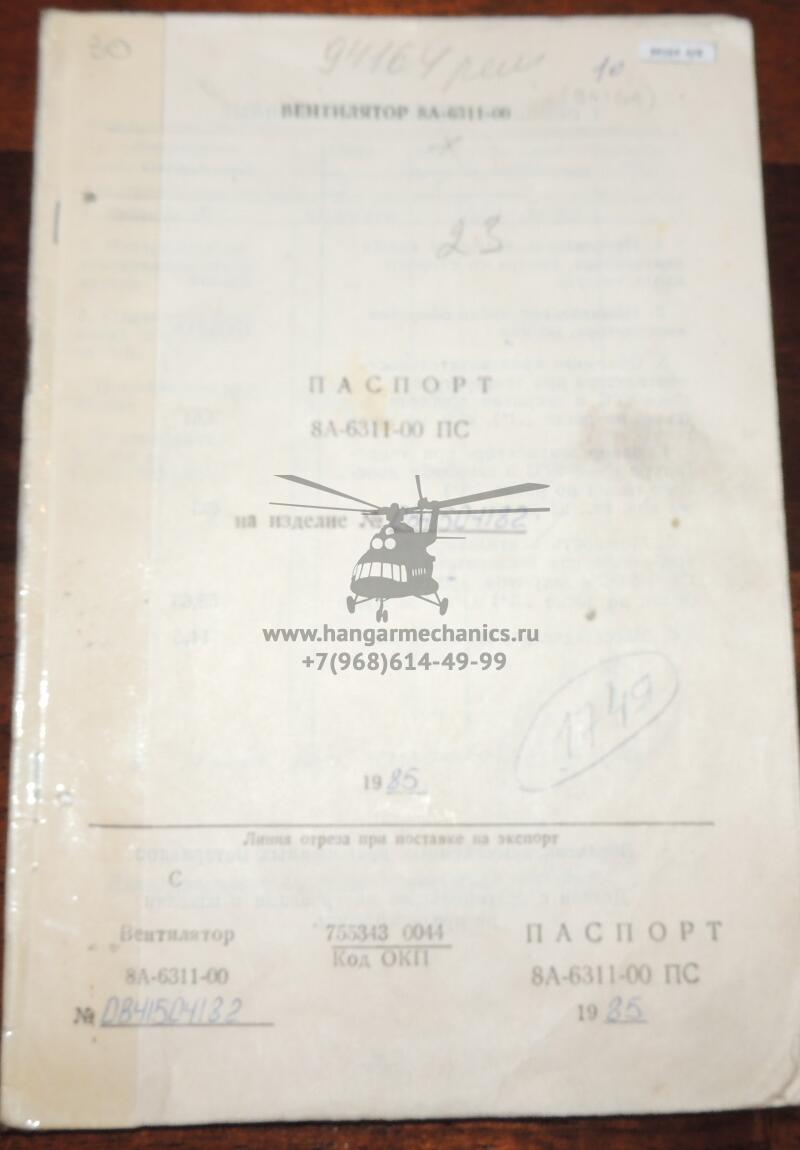 30
94164
10
ВЕНТИЛЯТОР 8А-6311-00
23
ПАСПОРТ
8А-6311-00 ПС
на изделие №
www.hangarmechanics.ru
+7(968)614-49-99
1749
1985
Линия отреза при поставке на экспорт
С
Вентилятор 755343 0044 ПАСПОРТ
Код ОКП
8А-6311-00 8А-6311-00 ПС
№ 0841504132 1985